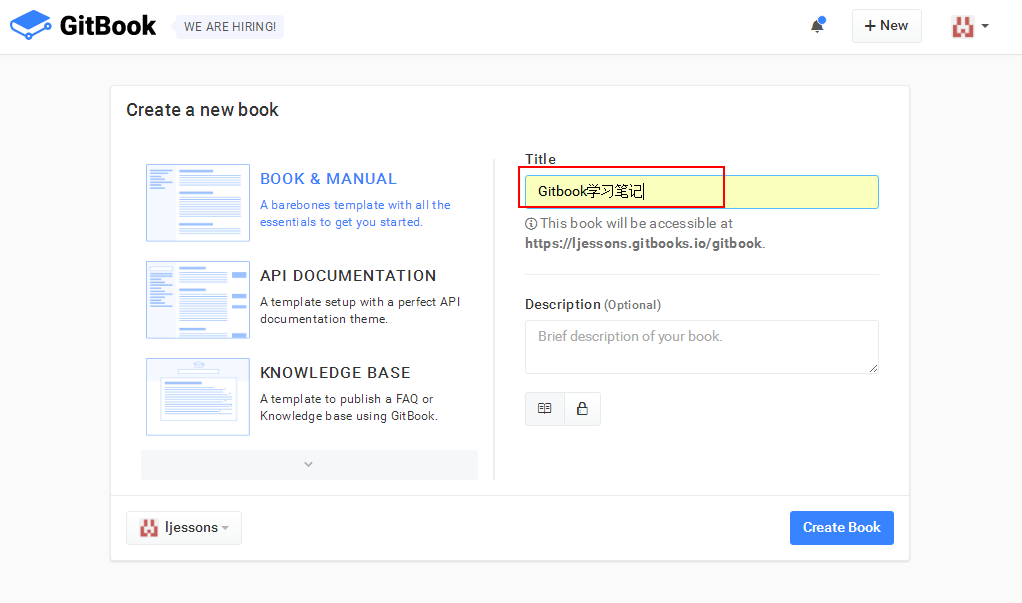 GitBook
WE ARE HIRING!
+ New
Create a new book
BOOK & MANUAL
A barebones template with all the
essentials to get you started.
API DOCUMENTATION
A template setup with a perfect API
documentation theme.
KNOWLEDGE BASE
A template to publish a FAQ or
Knowledge base using GitBook.
Title
Gitbook学习笔记
This book will be accessible at
https://ljessons.gitbooks.io/gitbook.
Description (Optional)
Brief description of your book.
ljessons
Create Book